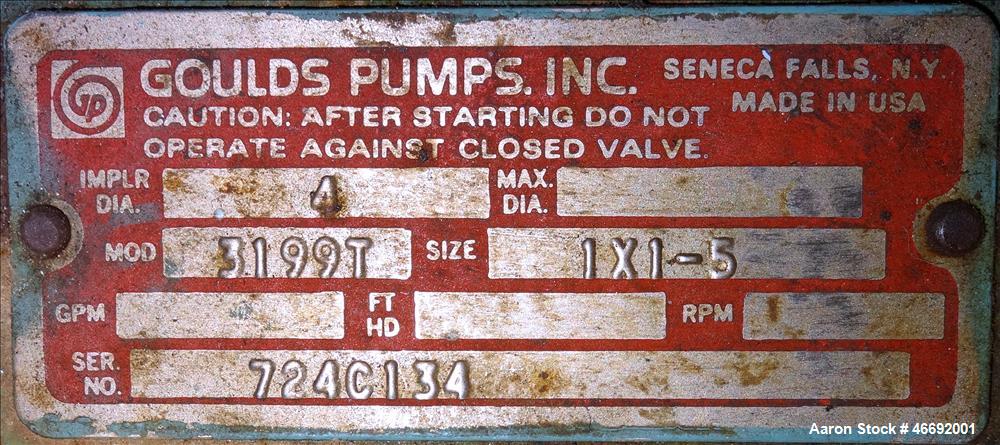 GP GOULDS PUMPS, INC. SENECA FALLS, N.Y.
MADE IN USA
CAUTION: AFTER STARTING DO NOT
OPERATE AGAINST CLOSED VALVE.
IMPLR DIA. 4 MAX. DIA.
MOD 3199T SIZE 1X1-5
GPM FT HD RPM
SER. NO. 724C134
Aaron Stock # 46692001